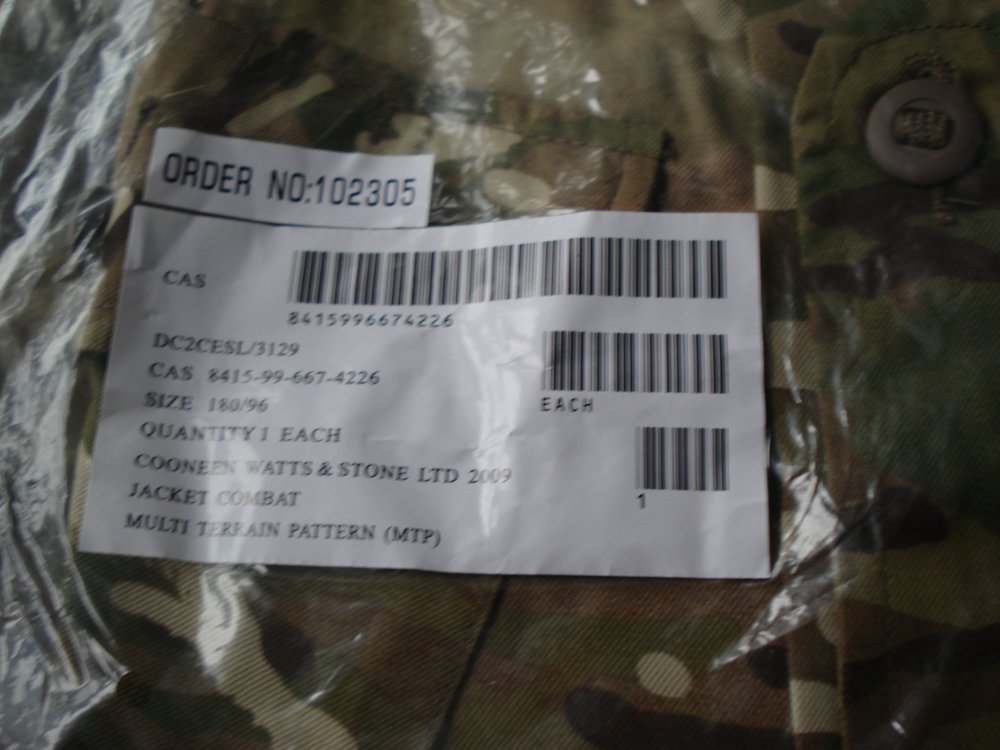 ORDER NO:102305
CAS
8415996674226
DC2CESL/3129
CAS 8415-99-667-4226
SIZE 180/96
EACH
QUANTITY 1 EACH
COONEEN WATTS & STONE LTD 2009
JACKET COMBAT
1
MULTI TERRAIN PATTERN (MTP)